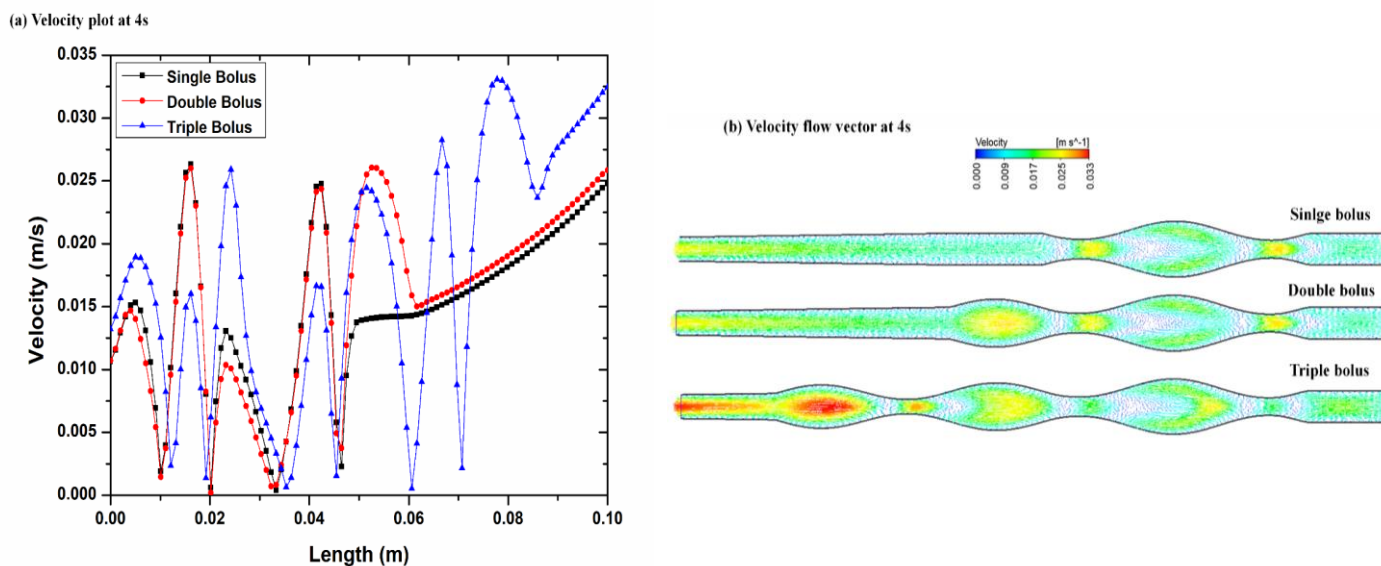 (a) Velocity plot at 4s
0.035
0.030
0.025
0.020
0.015
0.010
0.005
0.000
Velocity (m/s)
Single Bolus
Double Bolus
Triple Bolus
0.00 0.02 0.04 0.06 0.08 0.10
Length (m)
(b) Velocity flow vector at 4s
Velocity [m s^-1]
0.000 0.009 0.017 0.025 0.033
Sinlge bolus
Double bolus
Triple bolus